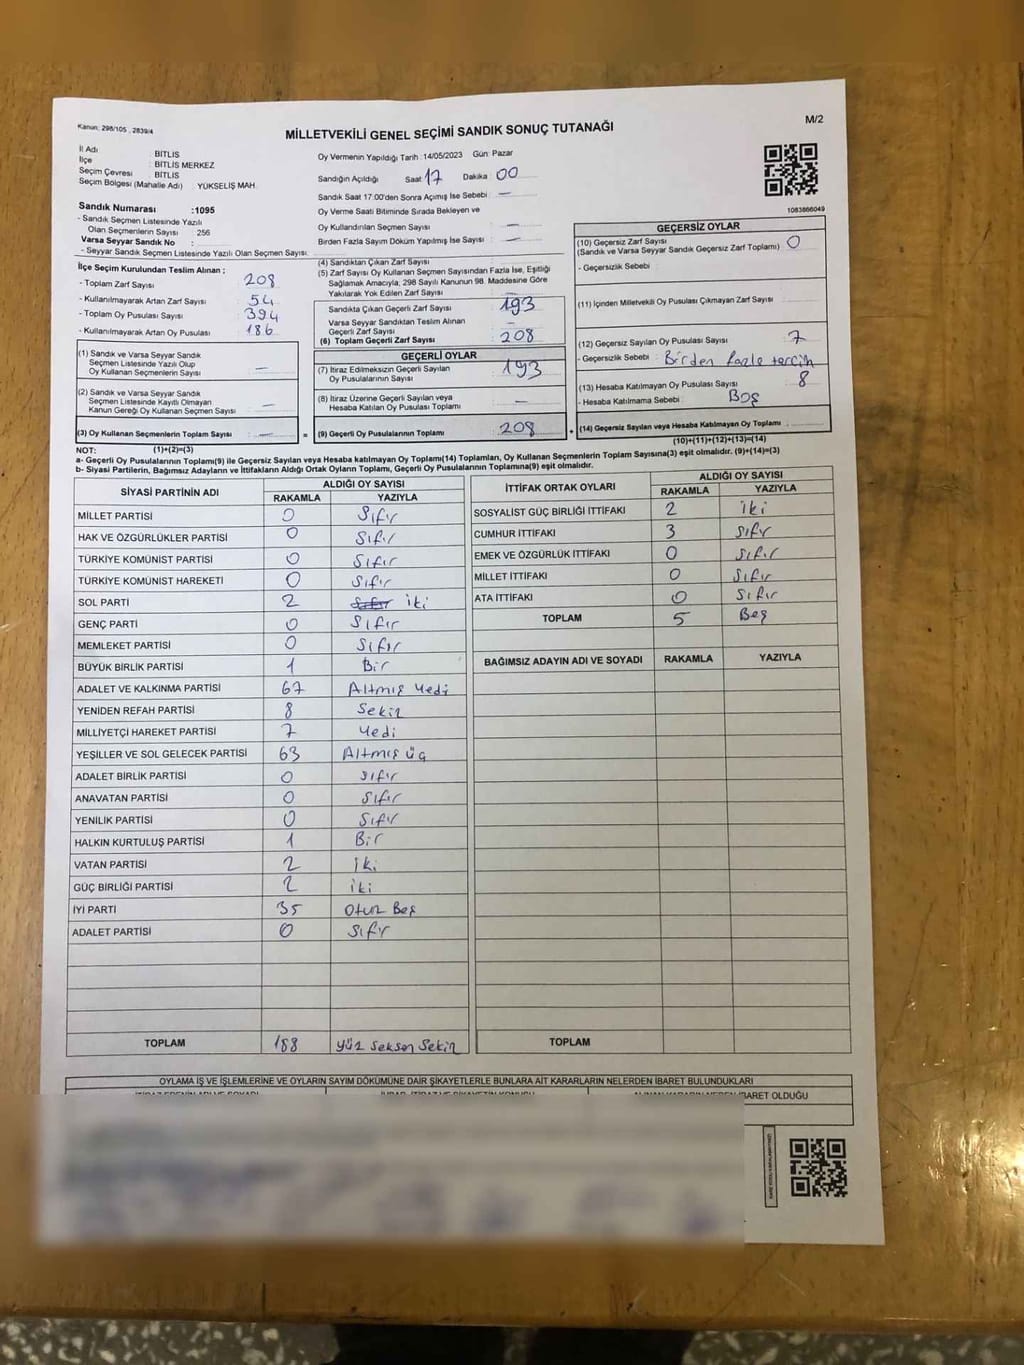 Kanun: 298/105 , 2839/4
MİLLETVEKİLİ GENEL SEÇİMİ SANDIK SONUÇ TUTANAĞI
M/2
İl Adı : BİTLİS
İlçe : BİTLİS MERKEZ
Seçim Çevresi : BİTLİS
Seçim Bölgesi (Mahalle Adı) YÜKSELİŞ MAH.
Sandık Numarası :1095
- Sandık Seçmen Listesinde Yazılı
Olan Seçmenlerin Sayısı : 256
Varsa Seyyar Sandık No :
- Seyyar Sandık Seçmen Listesinde Yazılı Olan Seçmen Sayısı:
Oy Vermenin Yapıldığı Tarih :14/05/2023 Gün: Pazar
Sandığın Açıldığı Saat 17 Dakika 00
Sandık Saat 17:00'den Sonra Açımış İse Sebebi : —
Oy Verme Saati Bitiminde Sırada Bekleyen ve
Oy Kullandırılan Seçmen Sayısı : —
Birden Fazla Sayım Döküm Yapılmış İse Sayısı : —
1083866049
İlçe Seçim Kurulundan Teslim Alınan ;
- Toplam Zarf Sayısı : 208
- Kullanılmayarak Artan Zarf Sayısı : 54
- Toplam Oy Pusulası Sayısı : 394
- Kullanılmayarak Artan Oy Pusulası : 186
(1) Sandık ve Varsa Seyyar Sandık
Seçmen Listesinde Yazılı Olup
Oy Kullanan Seçmenlerin Sayısı : —
(2) Sandık ve Varsa Seyyar Sandık
Seçmen Listesinde Kayıtlı Olmayan
Kanun Gereği Oy Kullanan Seçmen Sayısı : —
(3) Oy Kullanan Seçmenlerin Toplam Sayısı : —
(4) Sandıktan Çıkan Zarf Sayısı :
(5) Zarf Sayısı Oy Kullanan Seçmen Sayısından Fazla İse, Eşitliği
Sağlamak Amacıyla; 298 Sayılı Kanunun 98. Maddesine Göre
Yakılarak Yok Edilen Zarf Sayısı : —
Sandıkta Çıkan Geçerli Zarf Sayısı : 193
Varsa Seyyar Sandıktan Teslim Alınan
Geçerli Zarf Sayısı : —
(6) Toplam Geçerli Zarf Sayısı : 208
GEÇERLİ OYLAR
(7) İtiraz Edilmeksizin Geçerli Sayılan
Oy Pusulalarının Sayısı : 193
(8) İtiraz Üzerine Geçerli Sayılan veya
Hesaba Katılan Oy Pusulası Toplamı : —
= (9) Geçerli Oy Pusulalarının Toplamı : 208
GEÇERSİZ OYLAR
(10) Geçersiz Zarf Sayısı : 0
(Sandık ve Varsa Seyyar Sandık Geçersiz Zarf Toplamı)
- Geçersizlik Sebebi :
(11) İçinden Milletvekili Oy Pusulası Çıkmayan Zarf Sayısı :
(12) Geçersiz Sayılan Oy Pusulası Sayısı : 7
- Geçersizlik Sebebi : Birden fazle tercih
(13) Hesaba Katılmayan Oy Pusulası Sayısı : 8
- Hesaba Katılmama Sebebi : Boş
+ (14) Geçersiz Sayılan veya Hesaba Katılmayan Oy Toplamı :
NOT: (1)+(2)=(3) (10)+(11)+(12)+(13)=(14)
a- Geçerli Oy Pusulalarının Toplamı(9) ile Geçersiz Sayılan veya Hesaba katılmayan Oy Toplamı(14) Toplamları, Oy Kullanan Seçmenlerin Toplam Sayısına(3) eşit olmalıdır. (9)+(14)=(3)
b- Siyasi Partilerin, Bağımsız Adayların ve İttifakların Aldığı Ortak Oyların Toplamı, Geçerli Oy Pusulalarının Toplamına(9) eşit olmalıdır.
SİYASİ PARTİNİN ADI ALDIĞI OY SAYISI
RAKAMLA YAZIYLA
MİLLET PARTİSİ 0 Sıfır
HAK VE ÖZGÜRLÜKLER PARTİSİ 0 Sıfır
TÜRKİYE KOMÜNİST PARTİSİ 0 Sıfır
TÜRKİYE KOMÜNİST HAREKETİ 0 Sıfır
SOL PARTİ 2 Sıfır iki
GENÇ PARTİ 0 Sıfır
MEMLEKET PARTİSİ 0 Sıfır
BÜYÜK BİRLİK PARTİSİ 1 Bir
ADALET VE KALKINMA PARTİSİ 67 Altmış Yedi
YENİDEN REFAH PARTİSİ 8 Sekiz
MİLLİYETÇİ HAREKET PARTİSİ 7 Yedi
YEŞİLLER VE SOL GELECEK PARTİSİ 63 Altmış üç
ADALET BİRLİK PARTİSİ 0 Sıfır
ANAVATAN PARTİSİ 0 Sıfır
YENİLİK PARTİSİ 0 Sıfır
HALKIN KURTULUŞ PARTİSİ 1 Bir
VATAN PARTİSİ 2 iki
GÜÇ BİRLİĞİ PARTİSİ 2 iki
İYİ PARTİ 35 Otuz Beş
ADALET PARTİSİ 0 Sıfır
TOPLAM 188 Yüz Seksen Sekiz
İTTİFAK ORTAK OYLARI ALDIĞI OY SAYISI
RAKAMLA YAZIYLA
SOSYALİST GÜÇ BİRLİĞİ İTTİFAKI 2 iki
CUMHUR İTTİFAKI 3 Sıfır
EMEK VE ÖZGÜRLÜK İTTİFAKI 0 Sıfır
MİLLET İTTİFAKI 0 Sıfır
ATA İTTİFAKI 0 Sıfır
TOPLAM 5 Beş
BAĞIMSIZ ADAYIN ADI VE SOYADI RAKAMLA YAZIYLA
TOPLAM
OYLAMA İŞ VE İŞLEMLERİNE VE OYLARIN SAYIM DÖKÜMÜNE DAİR ŞİKAYETLERLE BUNLARA AİT KARARLARIN NELERDEN İBARET BULUNDUKLARI
İBARET OLDUĞU